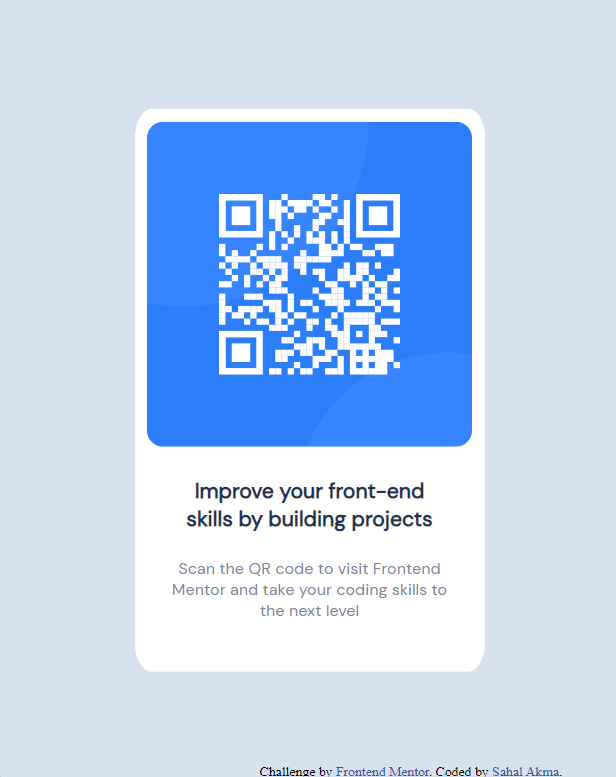 Improve your front-end
skills by building projects
Scan the QR code to visit Frontend
Mentor and take your coding skills to
the next level
Challenge by Frontend Mentor. Coded by Sahal Akma.